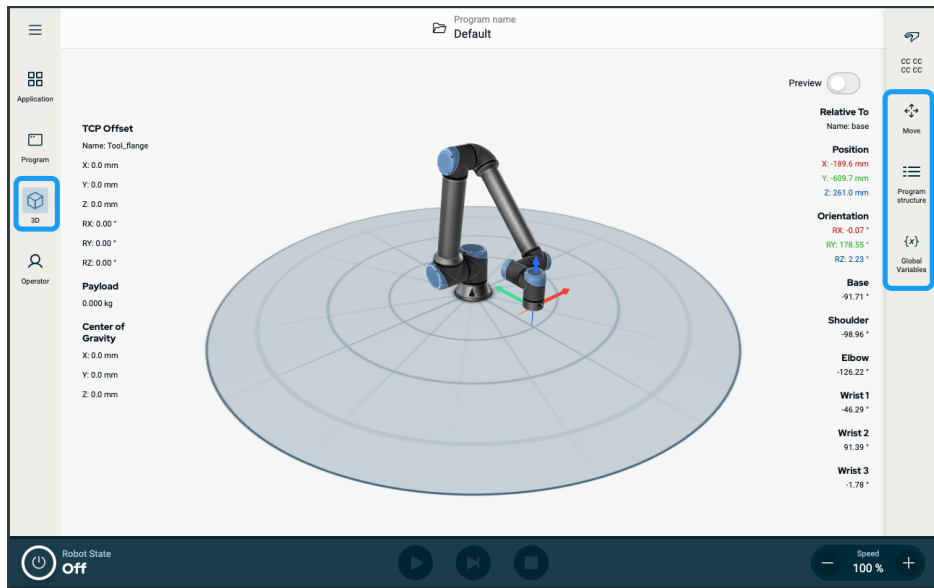 Program name
Default
Application
Program
3D
Operator
TCP Offset
Name: Tool_flange
X: 0.0 mm
Y: 0.0 mm
Z: 0.0 mm
RX: 0.00 °
RY: 0.00 °
RZ: 0.00 °
Payload
0.000 kg
Center of
Gravity
X: 0.0 mm
Y: 0.0 mm
Z: 0.0 mm
Preview
Relative To
Name: base
Position
X: -189.6 mm
Y: -609.7 mm
Z: 261.0 mm
Orientation
RX: -0.07 °
RY: 178.55 °
RZ: 2.23 °
Base
-91.71 °
Shoulder
-98.96 °
Elbow
-126.22 °
Wrist 1
-46.29 °
Wrist 2
91.39 °
Wrist 3
-1.78 °
CC CC
CC CC
Move
Program
structure
{x}
Global
Variables
Robot State
Off
Speed
100 %